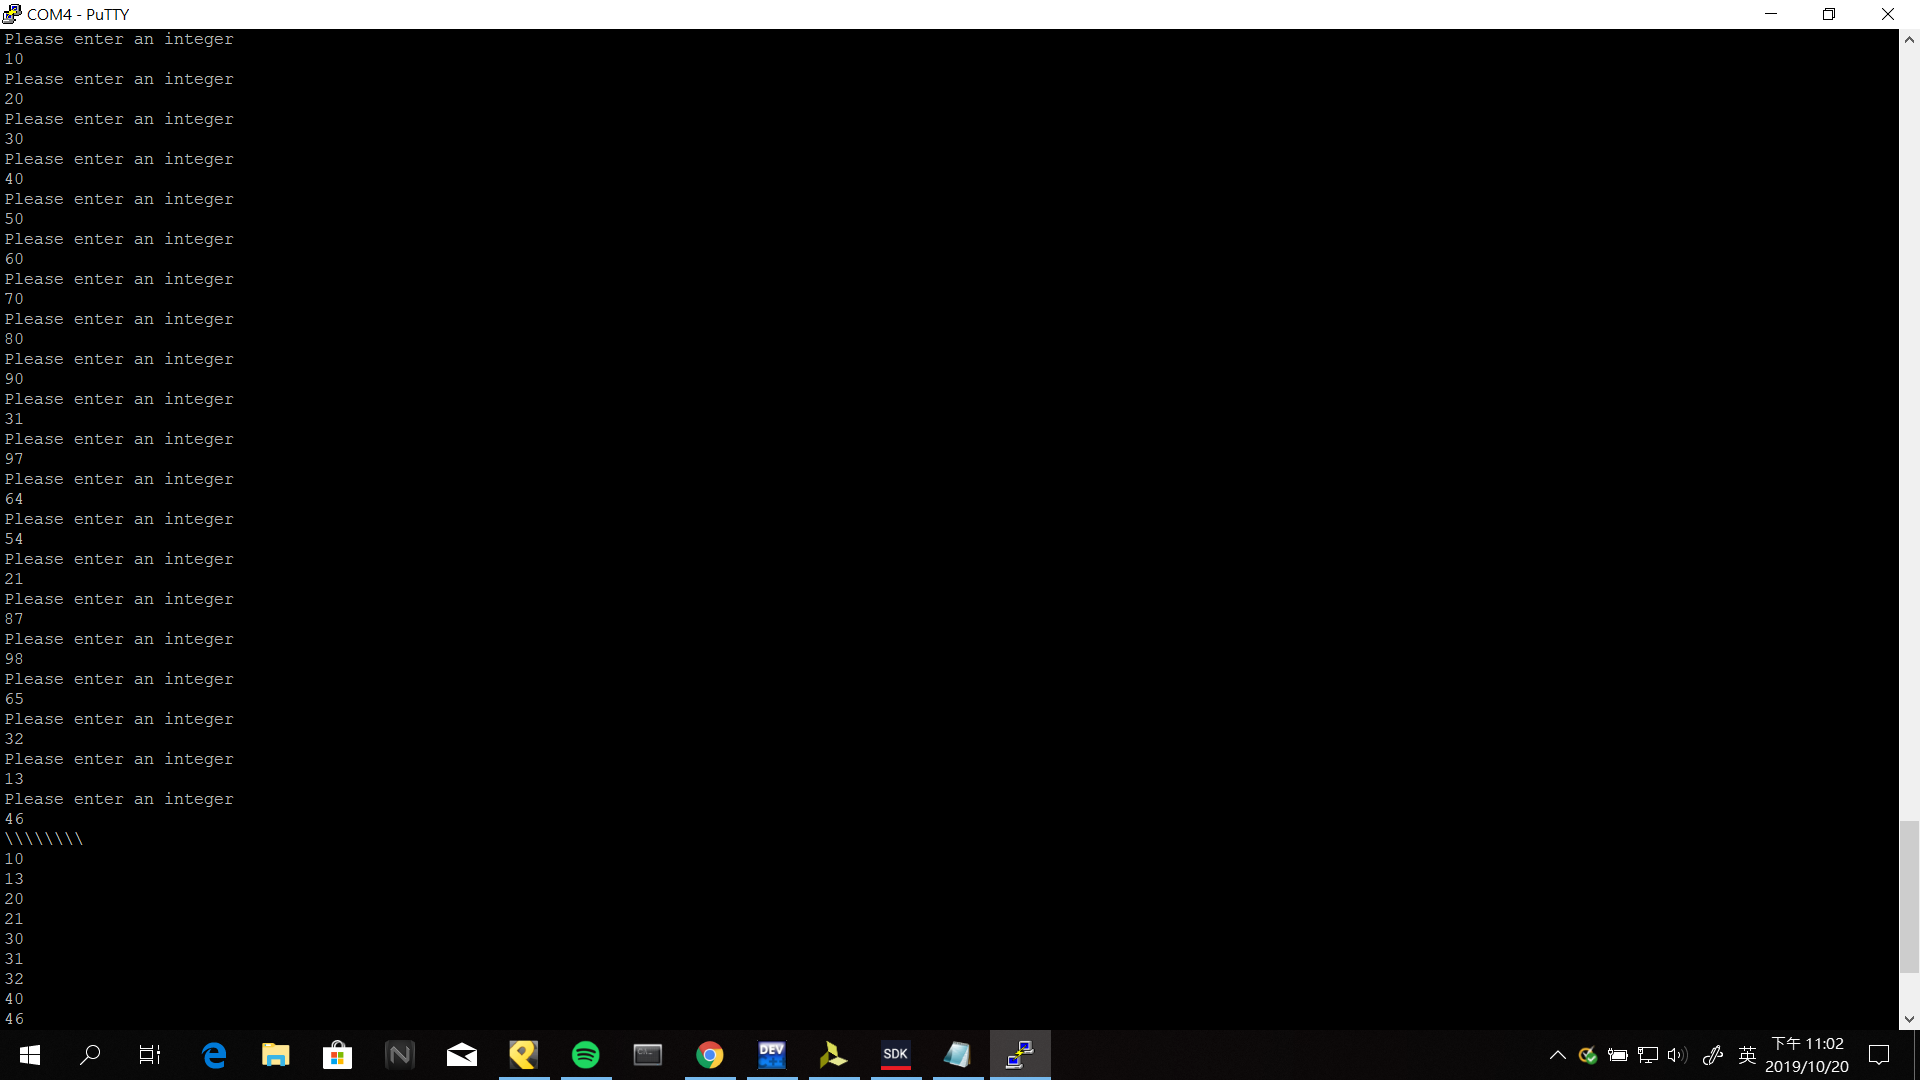 COM4 - PuTTY
Please enter an integer
10
Please enter an integer
20
Please enter an integer
30
Please enter an integer
40
Please enter an integer
50
Please enter an integer
60
Please enter an integer
70
Please enter an integer
80
Please enter an integer
90
Please enter an integer
31
Please enter an integer
97
Please enter an integer
64
Please enter an integer
54
Please enter an integer
21
Please enter an integer
87
Please enter an integer
98
Please enter an integer
65
Please enter an integer
32
Please enter an integer
13
Please enter an integer
46
\\\\\\\\
10
13
20
21
30
31
32
40
46
DEV
SDK
英
下午 11:02
2019/10/20